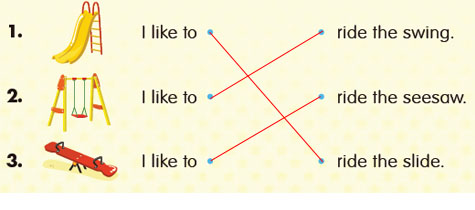 1. I like to ride the swing.
2. I like to ride the seesaw.
3. I like to ride the slide.